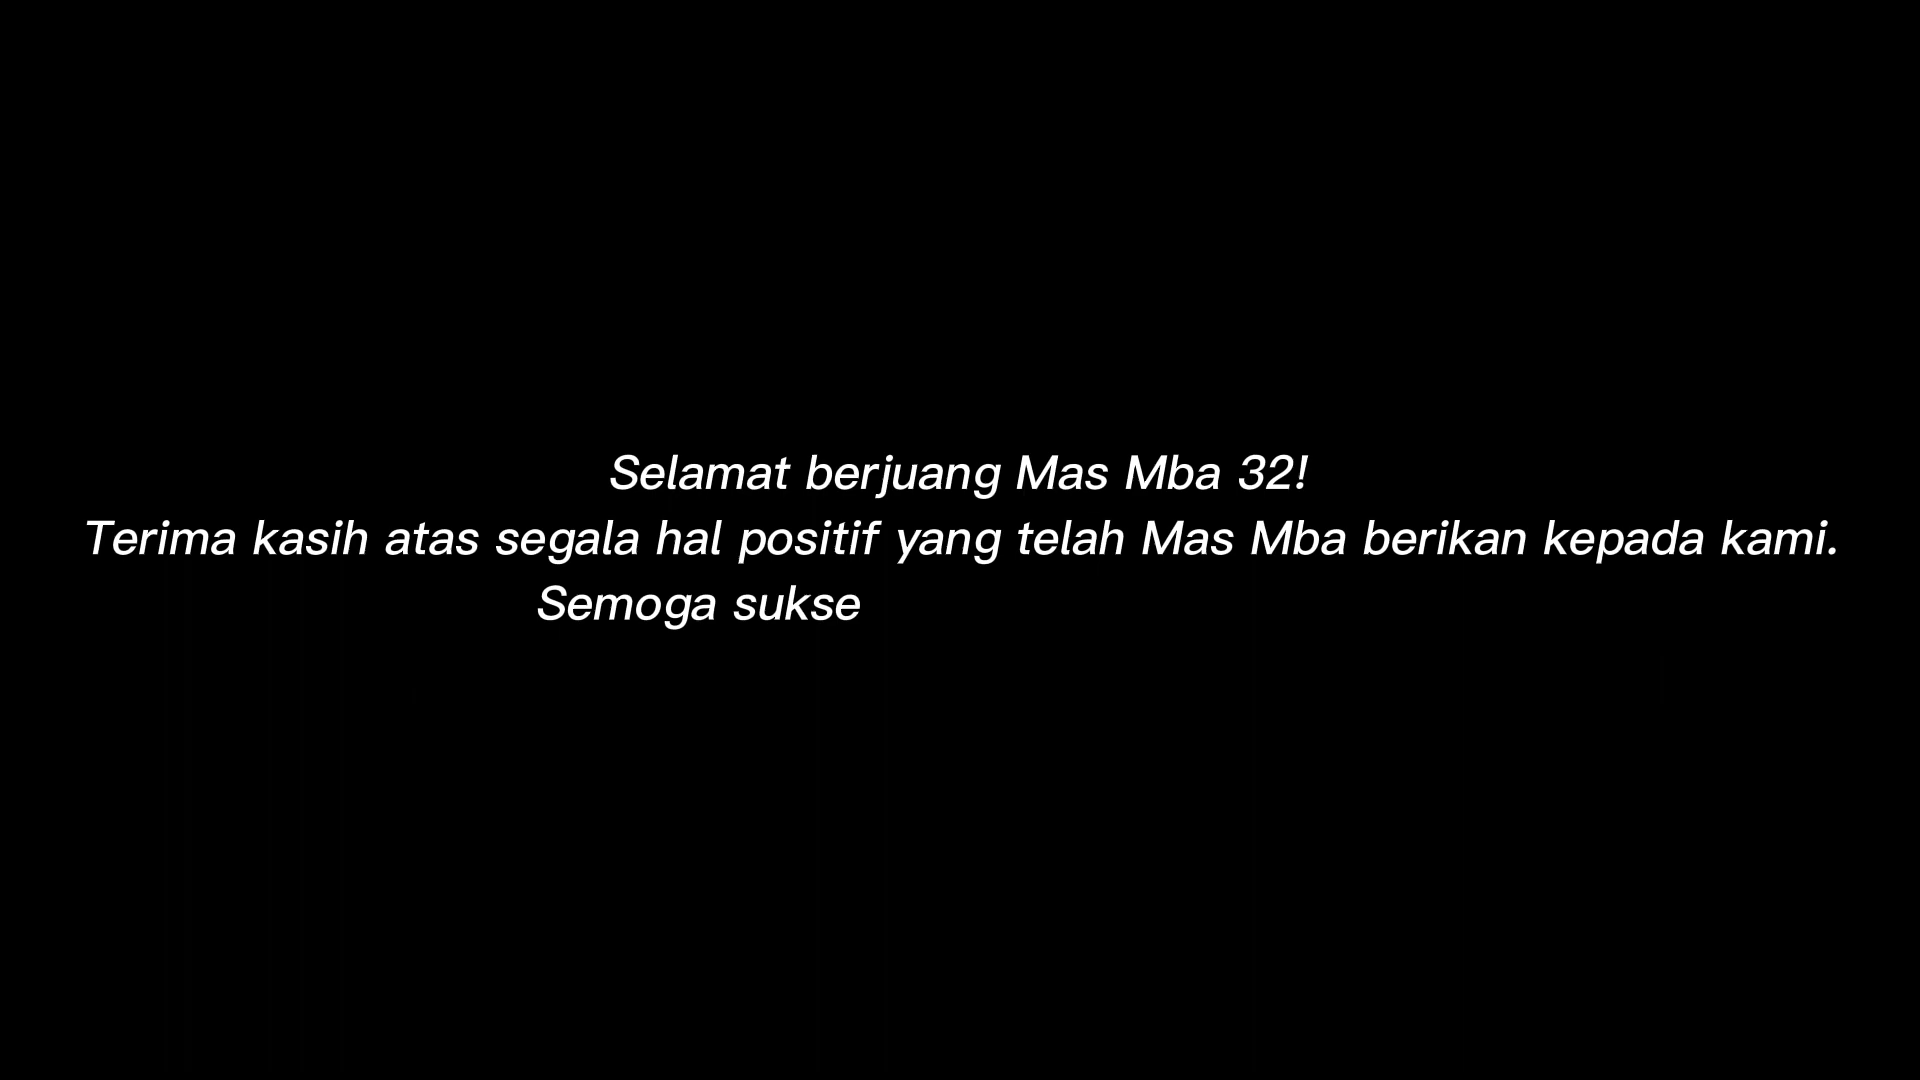 Selamat berjuang Mas Mba 32!
Terima kasih atas segala hal positif yang telah Mas Mba berikan kepada kami.
Semoga sukse